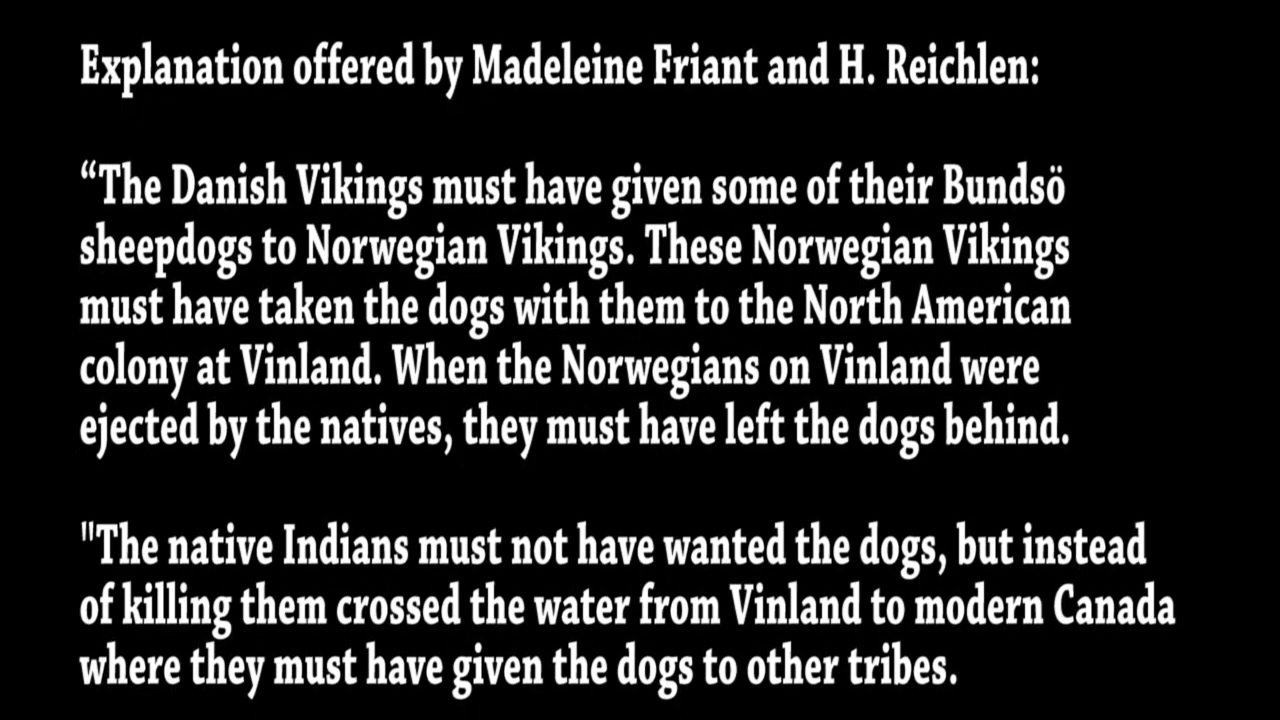 Explanation offered by Madeleine Friant and H. Reichlen:
“The Danish Vikings must have given some of their Bundsö
sheepdogs to Norwegian Vikings. These Norwegian Vikings
must have taken the dogs with them to the North American
colony at Vinland. When the Norwegians on Vinland were
ejected by the natives, they must have left the dogs behind.
"The native Indians must not have wanted the dogs, but instead
of killing them crossed the water from Vinland to modern Canada
where they must have given the dogs to other tribes.